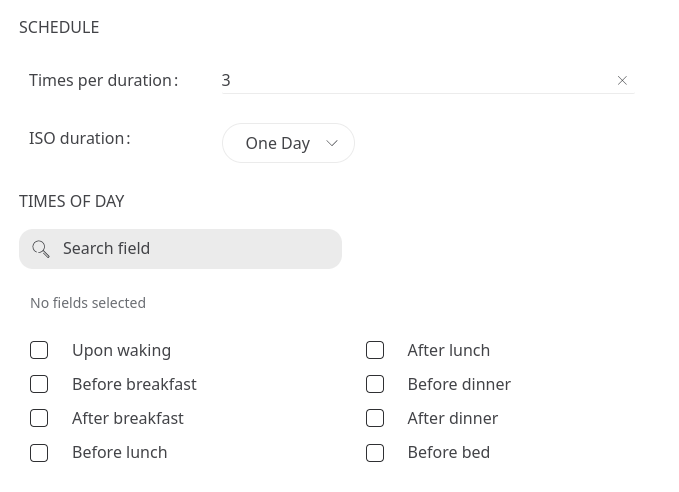 SCHEDULE
Times per duration: 3
ISO duration: One Day
TIMES OF DAY
Search field
No fields selected
Upon waking
Before breakfast
After breakfast
Before lunch
After lunch
Before dinner
After dinner
Before bed